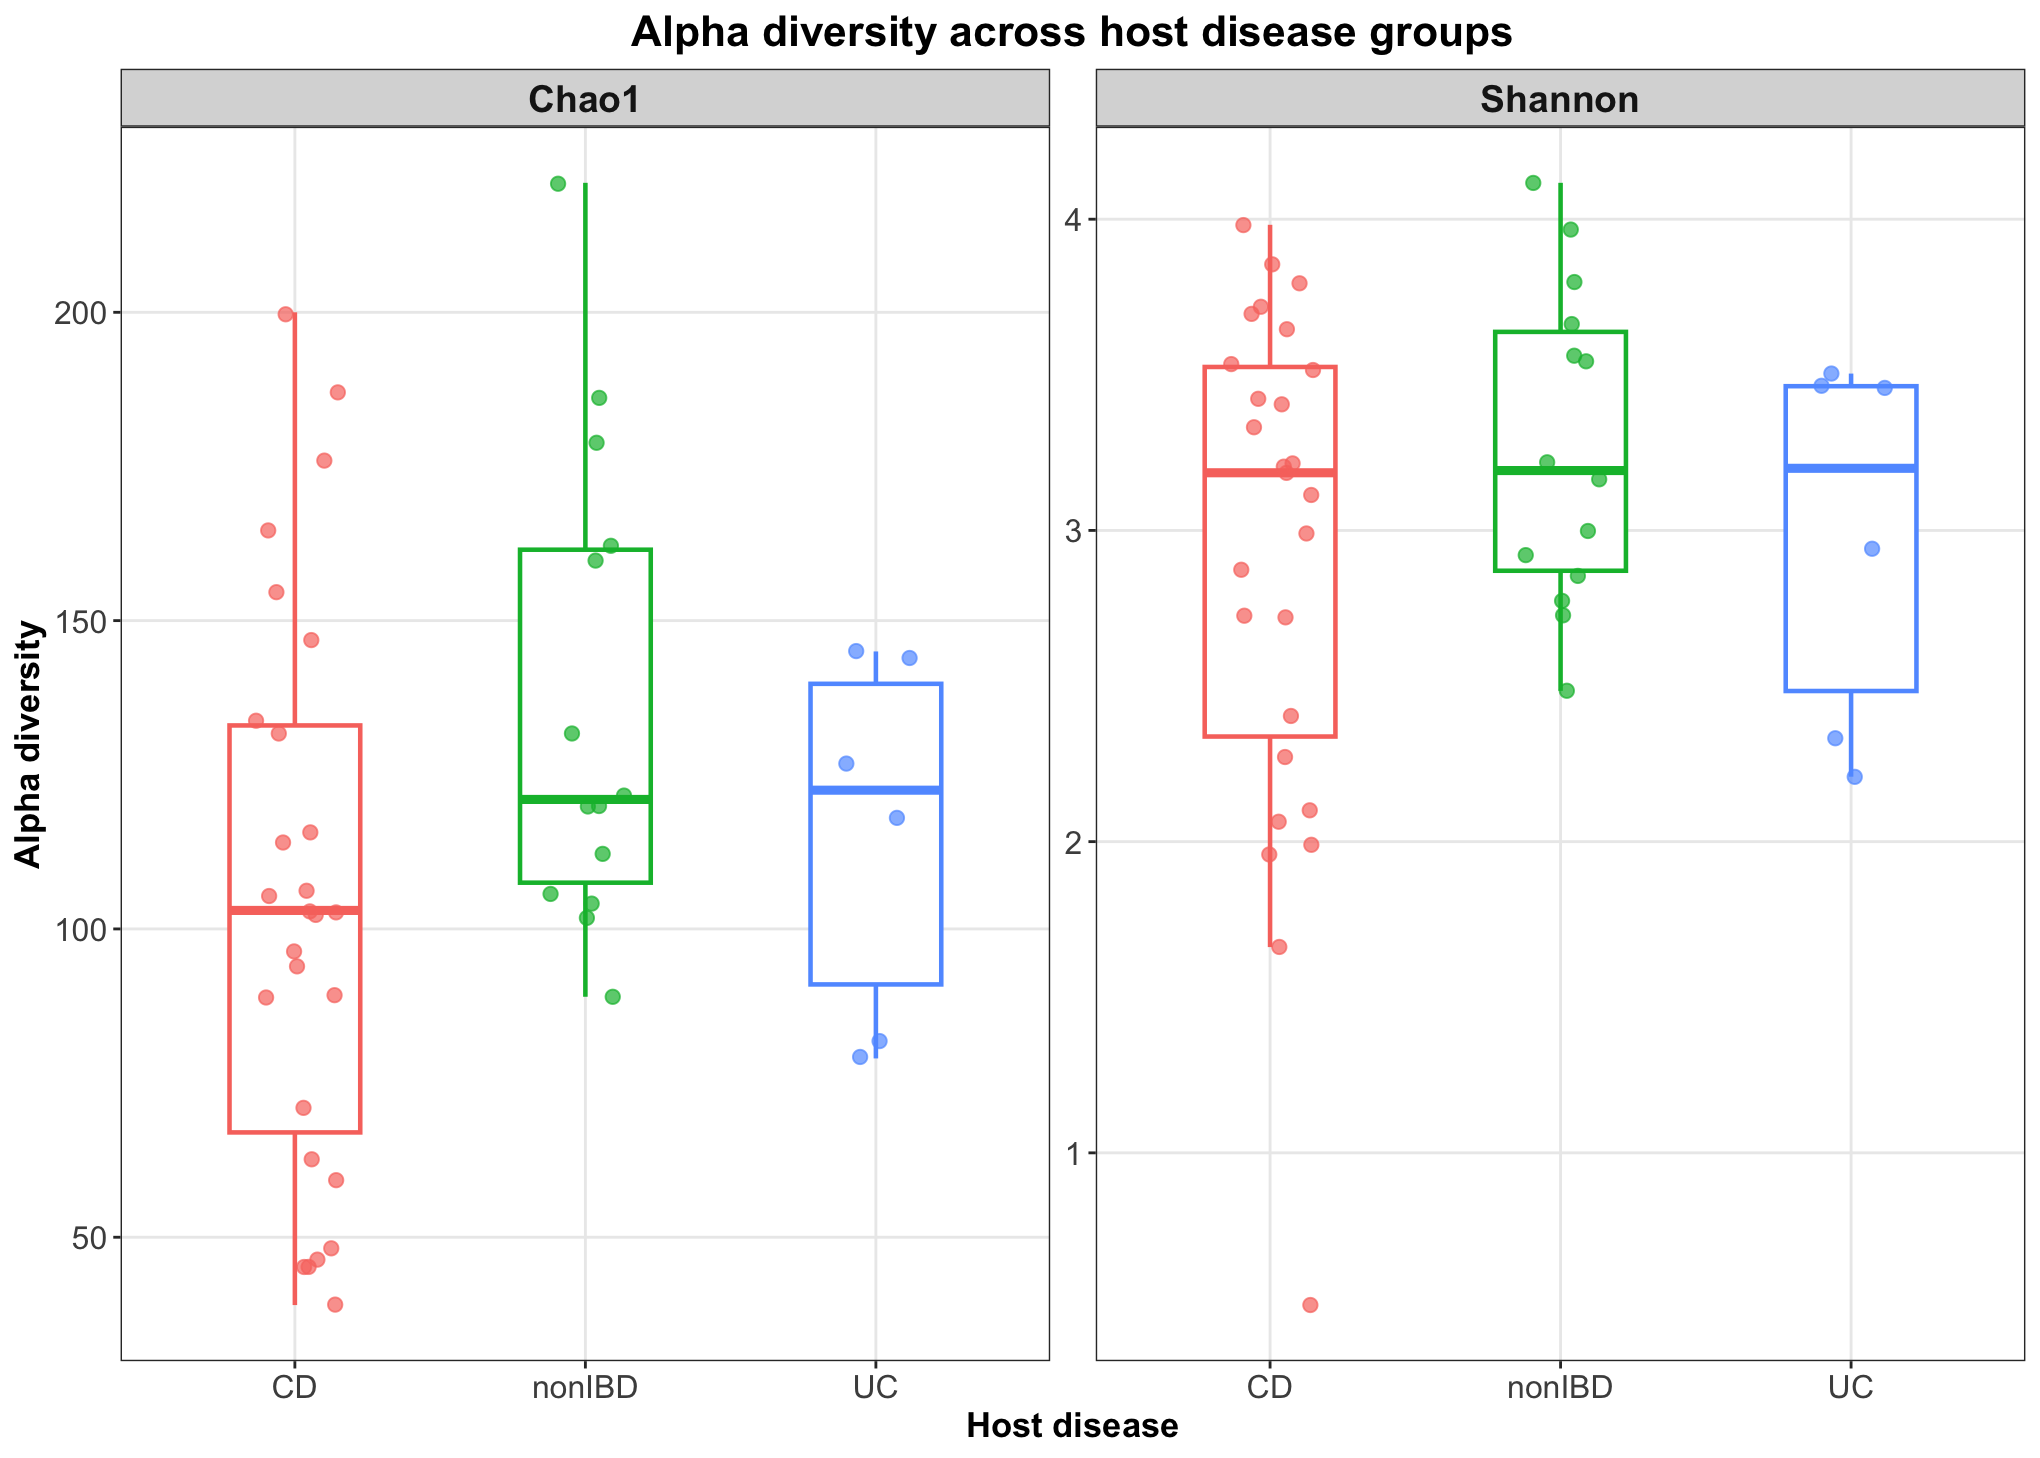 Alpha diversity across host disease groups
Chao1
Shannon
Alpha diversity
200
150
100
50
4
3
2
1
CD
nonIBD
UC
CD
nonIBD
UC
Host disease